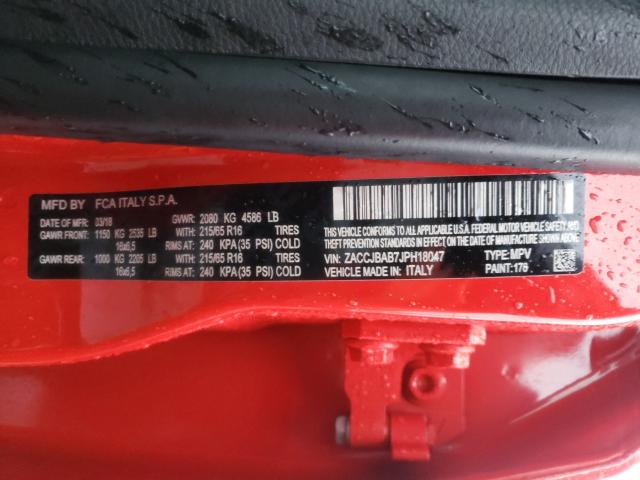 MFD BY FCA ITALY S.P.A.
DATE OF MFR: 03/18 GVWR: 2080 KG 4586 LB
GAWR FRONT: 1150 KG 2535 LB WITH: 215/65 R16 TIRES
16x6,5 RIMS AT: 240 KPA (35 PSI) COLD
GAWR REAR: 1000 KG 2205 LB WITH: 215/65 R16 TIRES
16x6,5 RIMS AT: 240 KPA (35 PSI) COLD
THIS VEHICLE CONFORMS TO ALL APPLICABLE
U.S.A. FEDERAL MOTOR VEHICLE SAFETY, BUMPER AND
THEFT PREVENTION STANDARDS IN EFFECT ON
THE DATE OF MANUFACTURE SHOWN ABOVE.
VIN: ZACCJBAB7JPH18047 TYPE: MPV
VEHICLE MADE IN: ITALY PAINT: 176